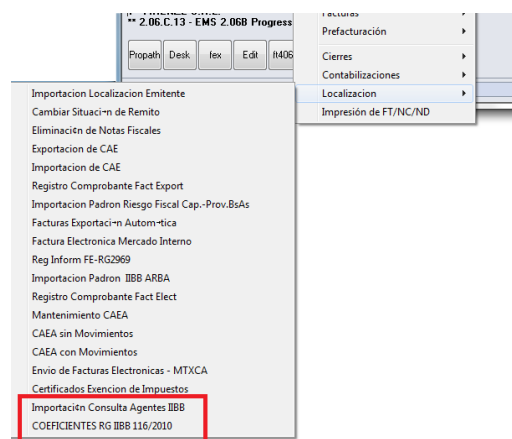 ** 2.06.C.13 - EMS 2.06B Progress
Propath Desk fex Edit ft406
Facturas
Prefacturación
Cierres
Contabilizaciones
Localizacion
Impresión de FT/NC/ND
Importacion Localizacion Emitente
Cambiar Situaci¬n de Remito
Eliminaci¢n de Notas Fiscales
Exportacion de CAE
Importacion de CAE
Registro Comprobante Fact Export
Importacion Padron Riesgo Fiscal Cap.-Prov.BsAs
Facturas Exportaci¬n Autom¬tica
Factura Electronica Mercado Interno
Reg Inform FE-RG2969
Importacion Padron IIBB ARBA
Registro Comprobante Fact Elect
Mantenimiento CAEA
CAEA sin Movimientos
CAEA con Movimientos
Envio de Facturas Electronicas - MTXCA
Certificados Exencion de Impuestos
Importaci¢n Consulta Agentes IIBB
COEFICIENTES RG IIBB 116/2010